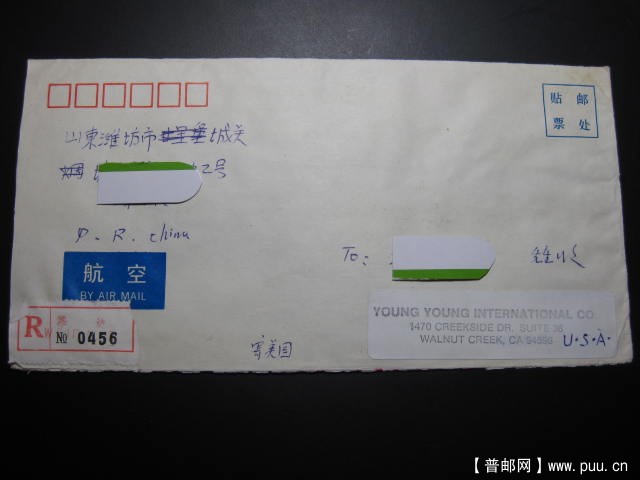 贴 邮
票 处
山東潍坊市 城关
2号
P. R. China
To:
航 空
BY AIR MAIL
YOUNG YOUNG INTERNATIONAL CO.
1470 CREEKSIDE DR. SUITE 36
WALNUT CREEK, CA 94596 U.S.A.
R
№ 0456
寄美国
【普邮网】www.puu.cn